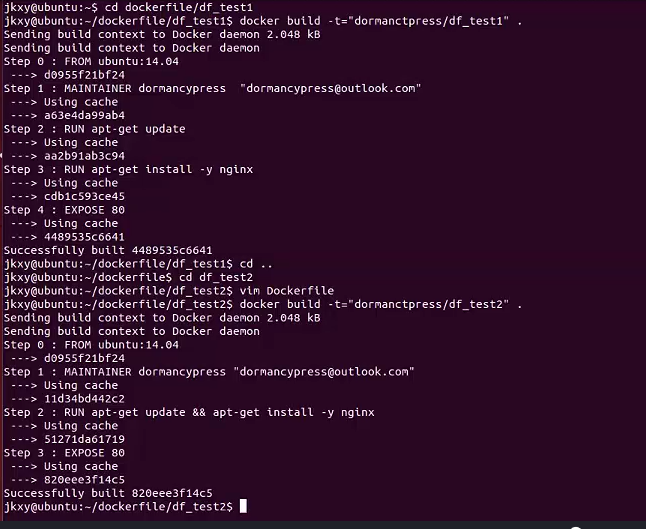 jkxy@ubuntu:~$ cd dockerfile/df_test1
jkxy@ubuntu:~/dockerfile/df_test1$ docker build -t="dormanctpress/df_test1" .
Sending build context to Docker daemon 2.048 kB
Sending build context to Docker daemon
Step 0 : FROM ubuntu:14.04
 ---> d0955f21bf24
Step 1 : MAINTAINER dormancypress  "dormancypress@outlook.com"
 ---> Using cache
 ---> a63e4da99ab4
Step 2 : RUN apt-get update
 ---> Using cache
 ---> aa2b91ab3c94
Step 3 : RUN apt-get install -y nginx
 ---> Using cache
 ---> cdb1c593ce45
Step 4 : EXPOSE 80
 ---> Using cache
 ---> 4489535c6641
Successfully built 4489535c6641
jkxy@ubuntu:~/dockerfile/df_test1$ cd ..
jkxy@ubuntu:~/dockerfile$ cd df_test2
jkxy@ubuntu:~/dockerfile/df_test2$ vim Dockerfile
jkxy@ubuntu:~/dockerfile/df_test2$ docker build -t="dormanctpress/df_test2" .
Sending build context to Docker daemon 2.048 kB
Sending build context to Docker daemon
Step 0 : FROM ubuntu:14.04
 ---> d0955f21bf24
Step 1 : MAINTAINER dormancypress "dormancypress@outlook.com"
 ---> Using cache
 ---> 11d34bd442c2
Step 2 : RUN apt-get update && apt-get install -y nginx
 ---> Using cache
 ---> 51271da61719
Step 3 : EXPOSE 80
 ---> Using cache
 ---> 820eee3f14c5
Successfully built 820eee3f14c5
jkxy@ubuntu:~/dockerfile/df_test2$